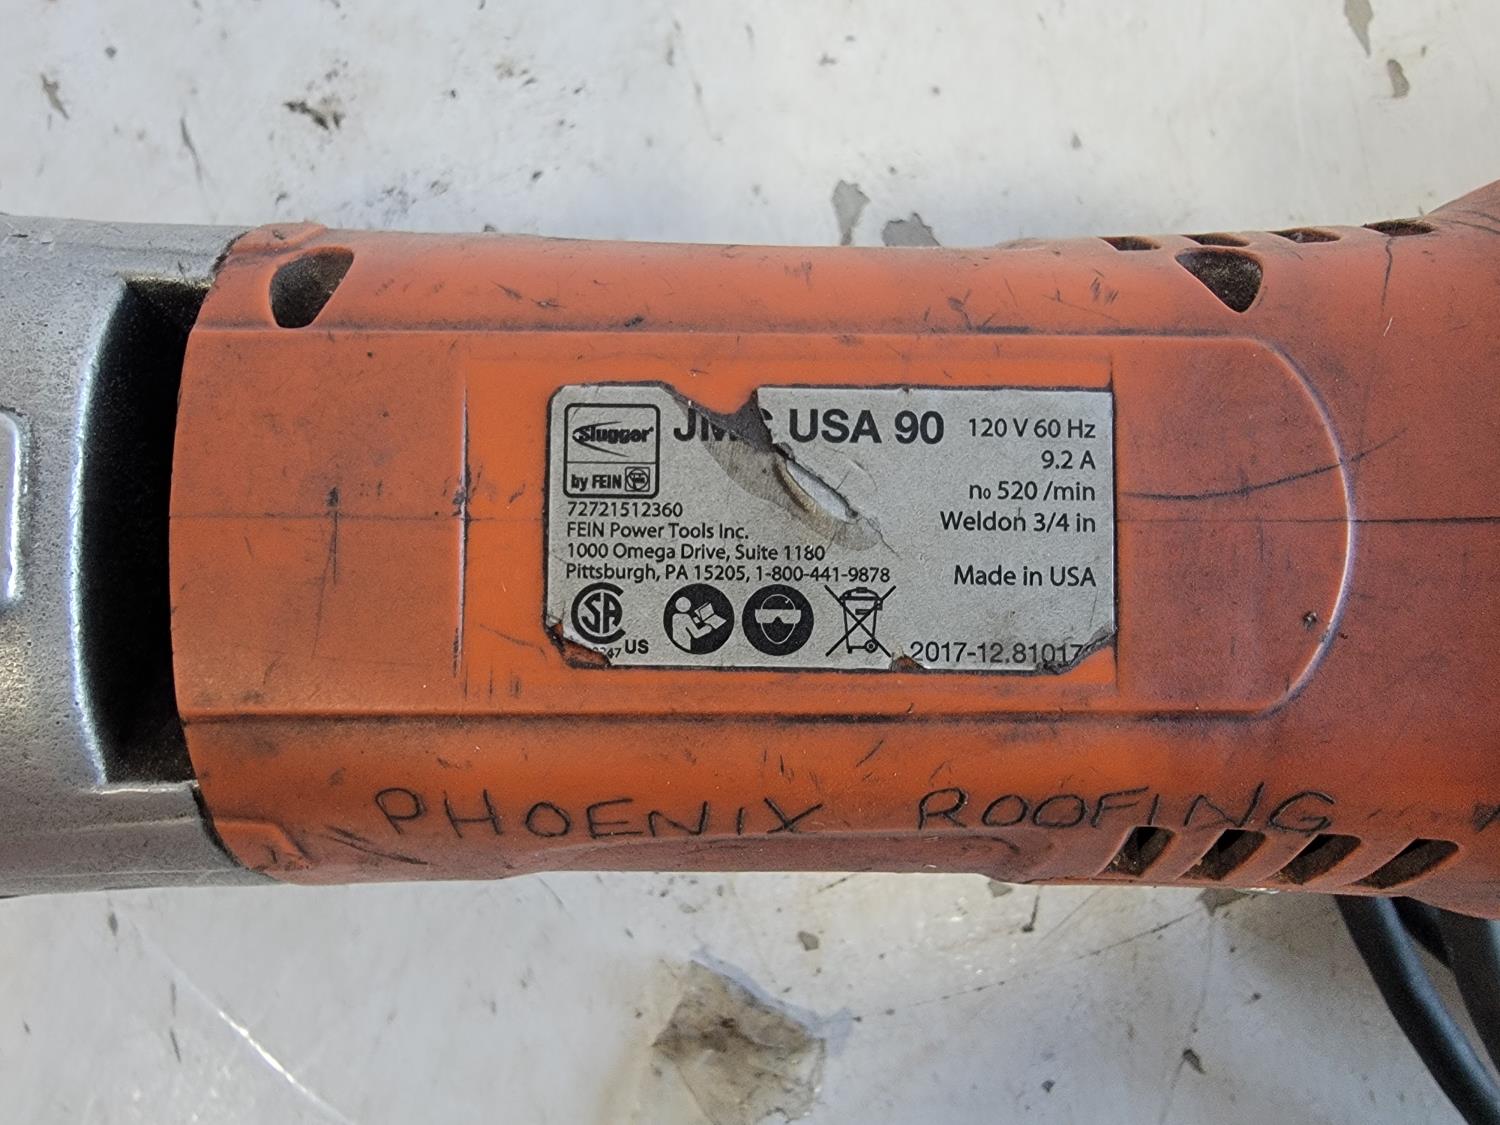 Slugger
by FEIN
USA 90
120 V 60 Hz
9.2 A
n₀ 520 /min
Weldon 3/4 in
72721512360
FEIN Power Tools Inc.
1000 Omega Drive, Suite 1180
Pittsburgh, PA 15205, 1-800-441-9878
Made in USA
SA
US
2017-12.81017
PHOENIX ROOFING